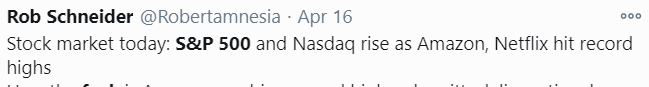 Rob Schneider @Robertamnesia · Apr 16
Stock market today: S&P 500 and Nasdaq rise as Amazon, Netflix hit record
highs